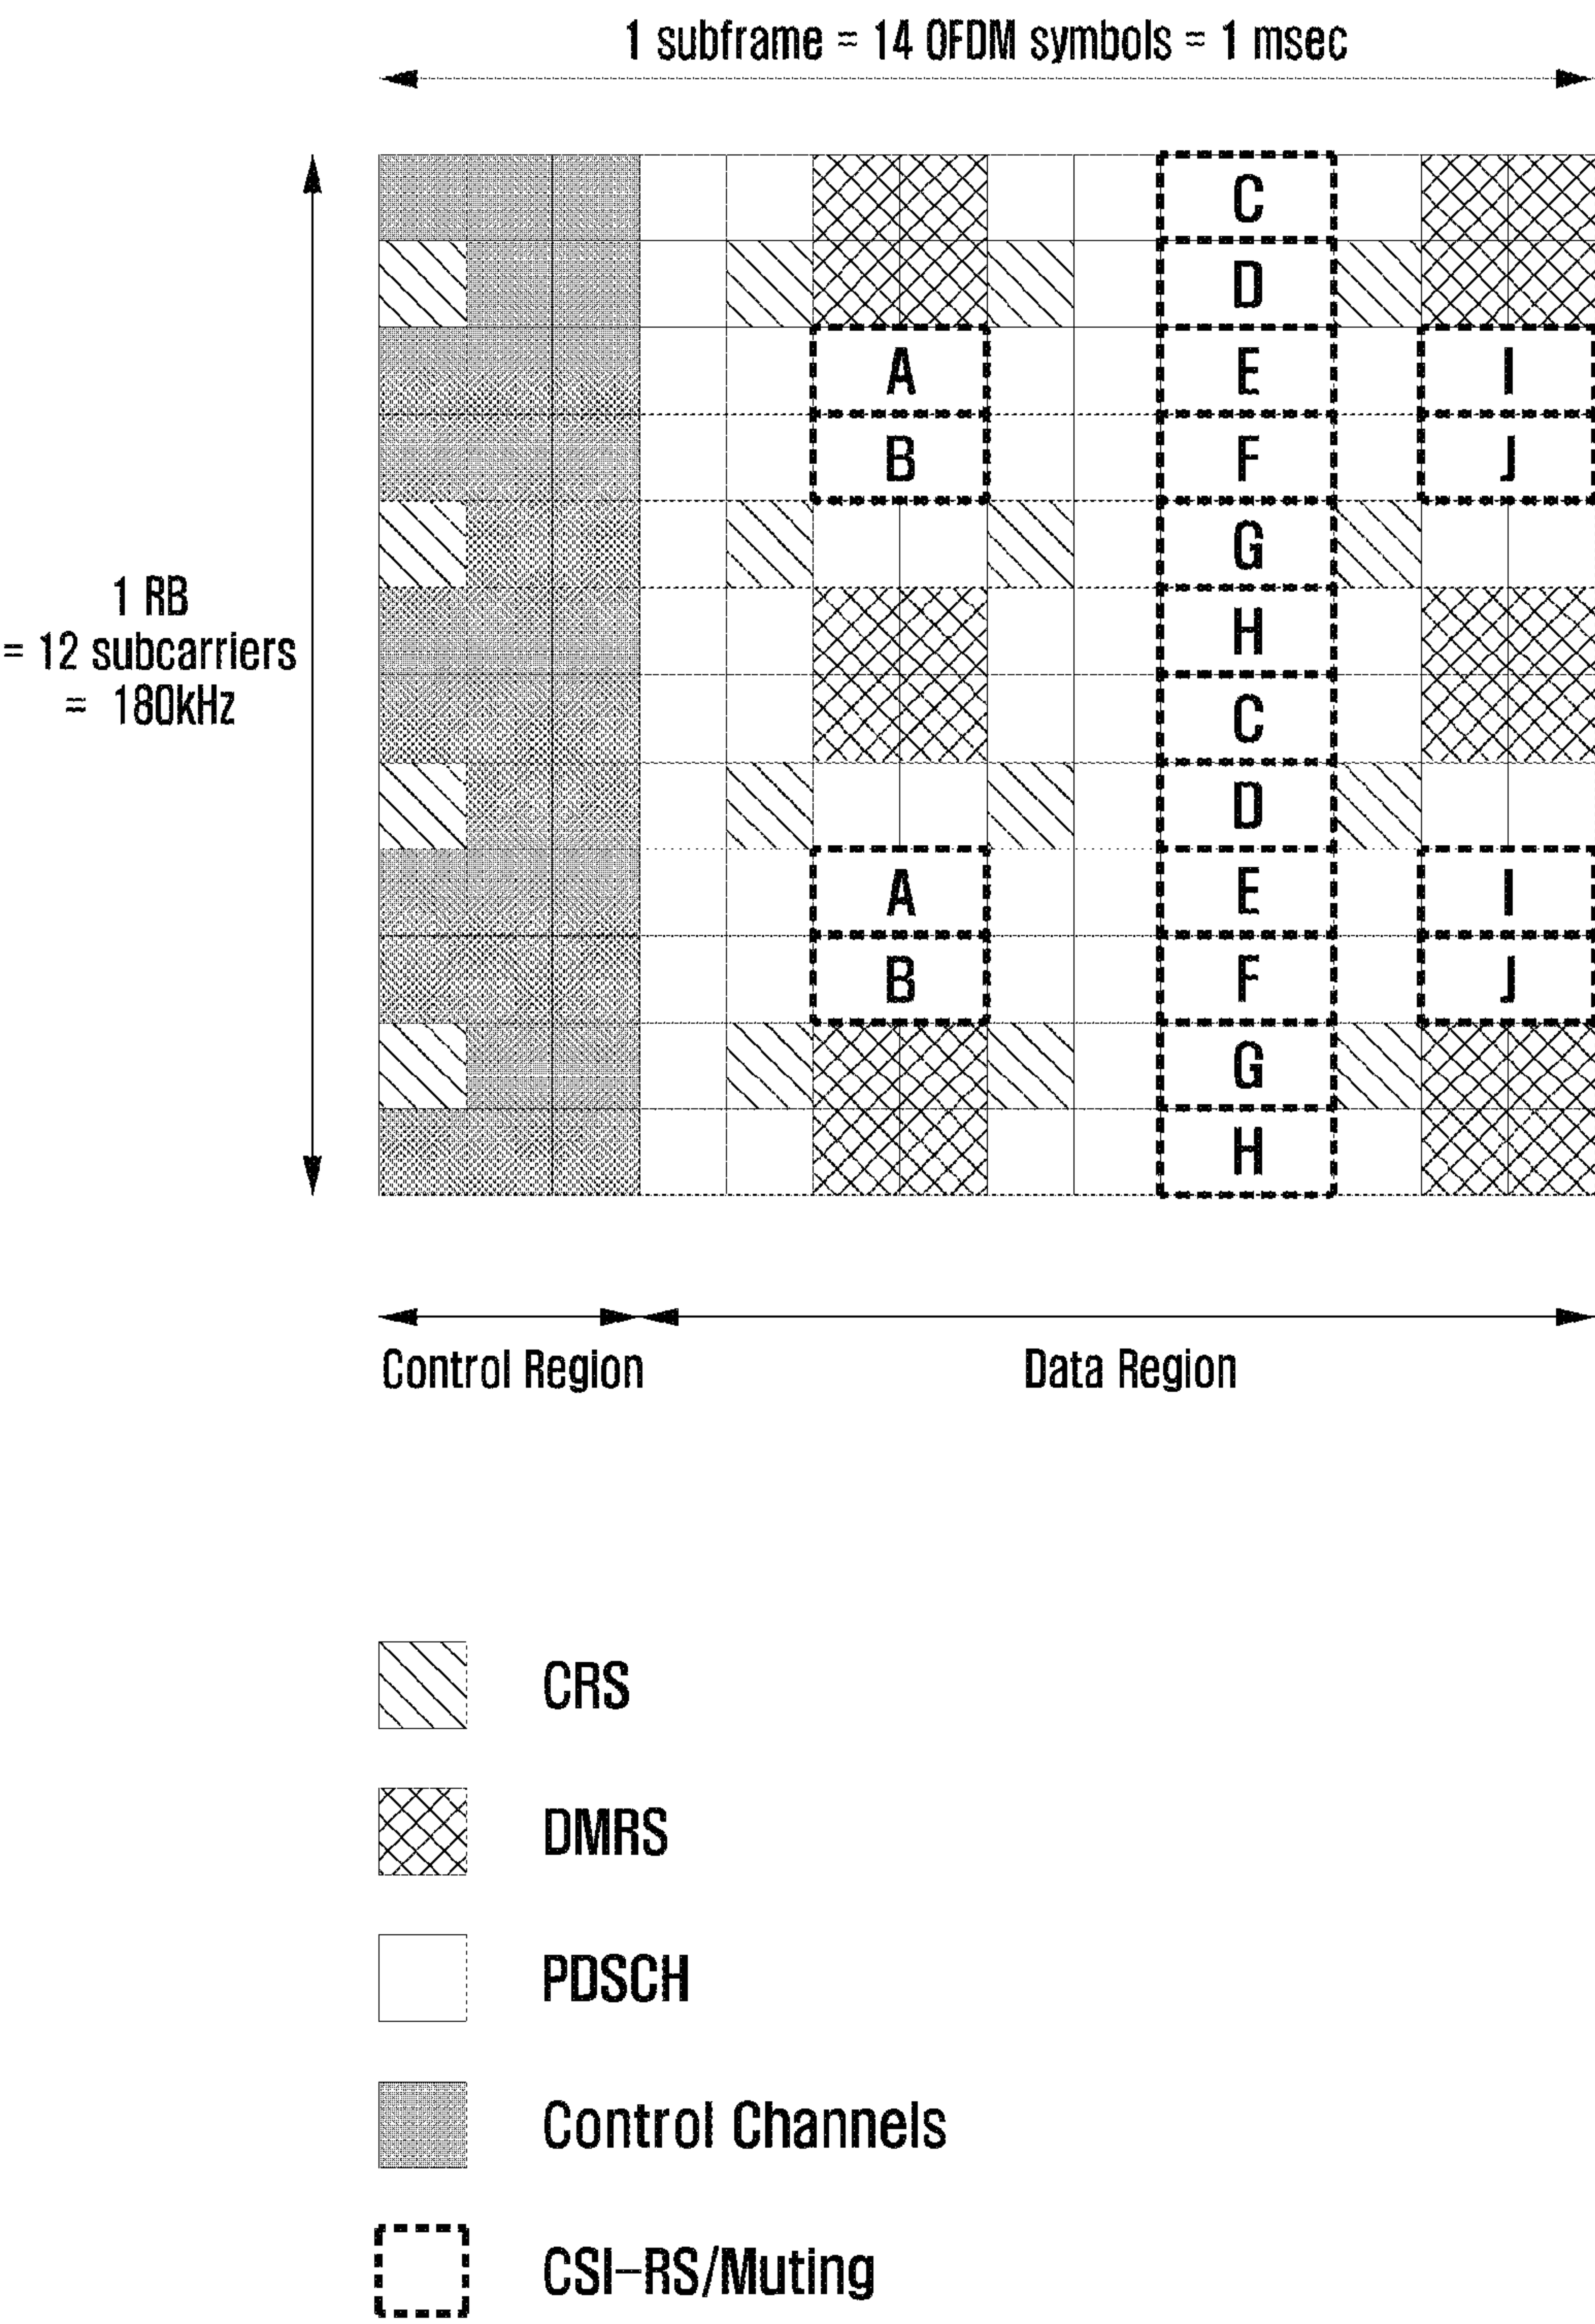 1 subframe = 14 OFDM symbols = 1 msec
C
D
A E I
B F J
G
1 RB
= 12 subcarriers
= 180kHz
H
C
D
A E I
B F J
G
H
Control Region Data Region
CRS
DMRS
PDSCH
Control Channels
CSI-RS/Muting